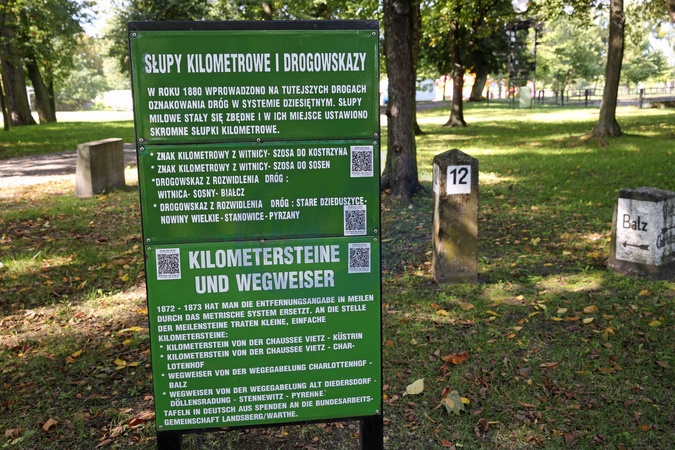 SŁUPY KILOMETROWE I DROGOWSKAZY
W ROKU 1880 WPROWADZONO NA TUTEJSZYCH DROGACH
OZNAKOWANIA DRÓG W SYSTEMIE DZIESIĘTNYM. SŁUPY
MILOWE STAŁY SIĘ ZBĘDNE I W ICH MIEJSCE USTAWIONO
SKROMNE SŁUPKI KILOMETROWE.
* ZNAK KILOMETROWY Z WITNICY- SZOSA DO KOSTRZYNA
* ZNAK KILOMETROWY Z WITNICY- SZOSA DO SOSEN
*DROGOWSKAZ Z ROZWIDLENIA DRÓG :
WITNICA- SOSNY- BIAŁCZ
* DROGOWSKAZ Z ROZWIDLENIA DRÓG : STARE DZIEDUSZYCE-
NOWINY WIELKIE -STANOWICE - PYRZANY
KILOMETERSTEINE
UND WEGWEISER
1872 - 1873 HAT MAN DIE ENTFERNUNGSANGABE IN MEILEN
DURCH DAS METRISCHE SYSTEM ERSETZT. AN DIE STELLE
DER MEILENSTEINE TRATEN KLEINE, EINFACHE
KILOMETERSTEINE:
* KILOMETERSTEIN VON DER CHAUSSEE VIETZ - KÜSTRIN
* KILOMETERSTEIN VON DER CHAUSSEE VIETZ - CHAR-
LOTENHOF
* WEGWEISER VON DER WEGEGABELUNG CHARLOTTENHOF -
BALZ
* WEGWEISER VON DER WEGEGABELUNG ALT DIEDERSDORF -
DÖLLENSRADUNG - STENNEWITZ - PYREHNE
TAFELN IN DEUTSCH AUS SPENDEN AN DIE BUNDESARBEITS-
GEMEINSCHAFT LANDSBERG/WARTHE.
12
Balz